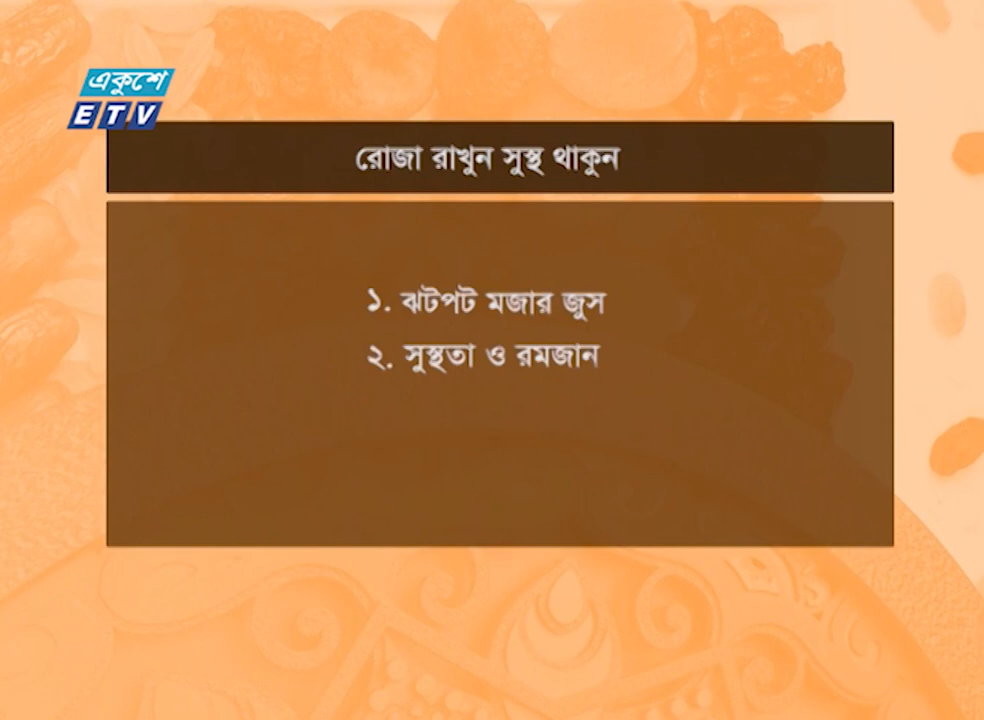 একুশে
ETV
রোজা রাখুন সুস্থ থাকুন
১. ঝটপট মজার জুস
২. সুস্থতা ও রমজান